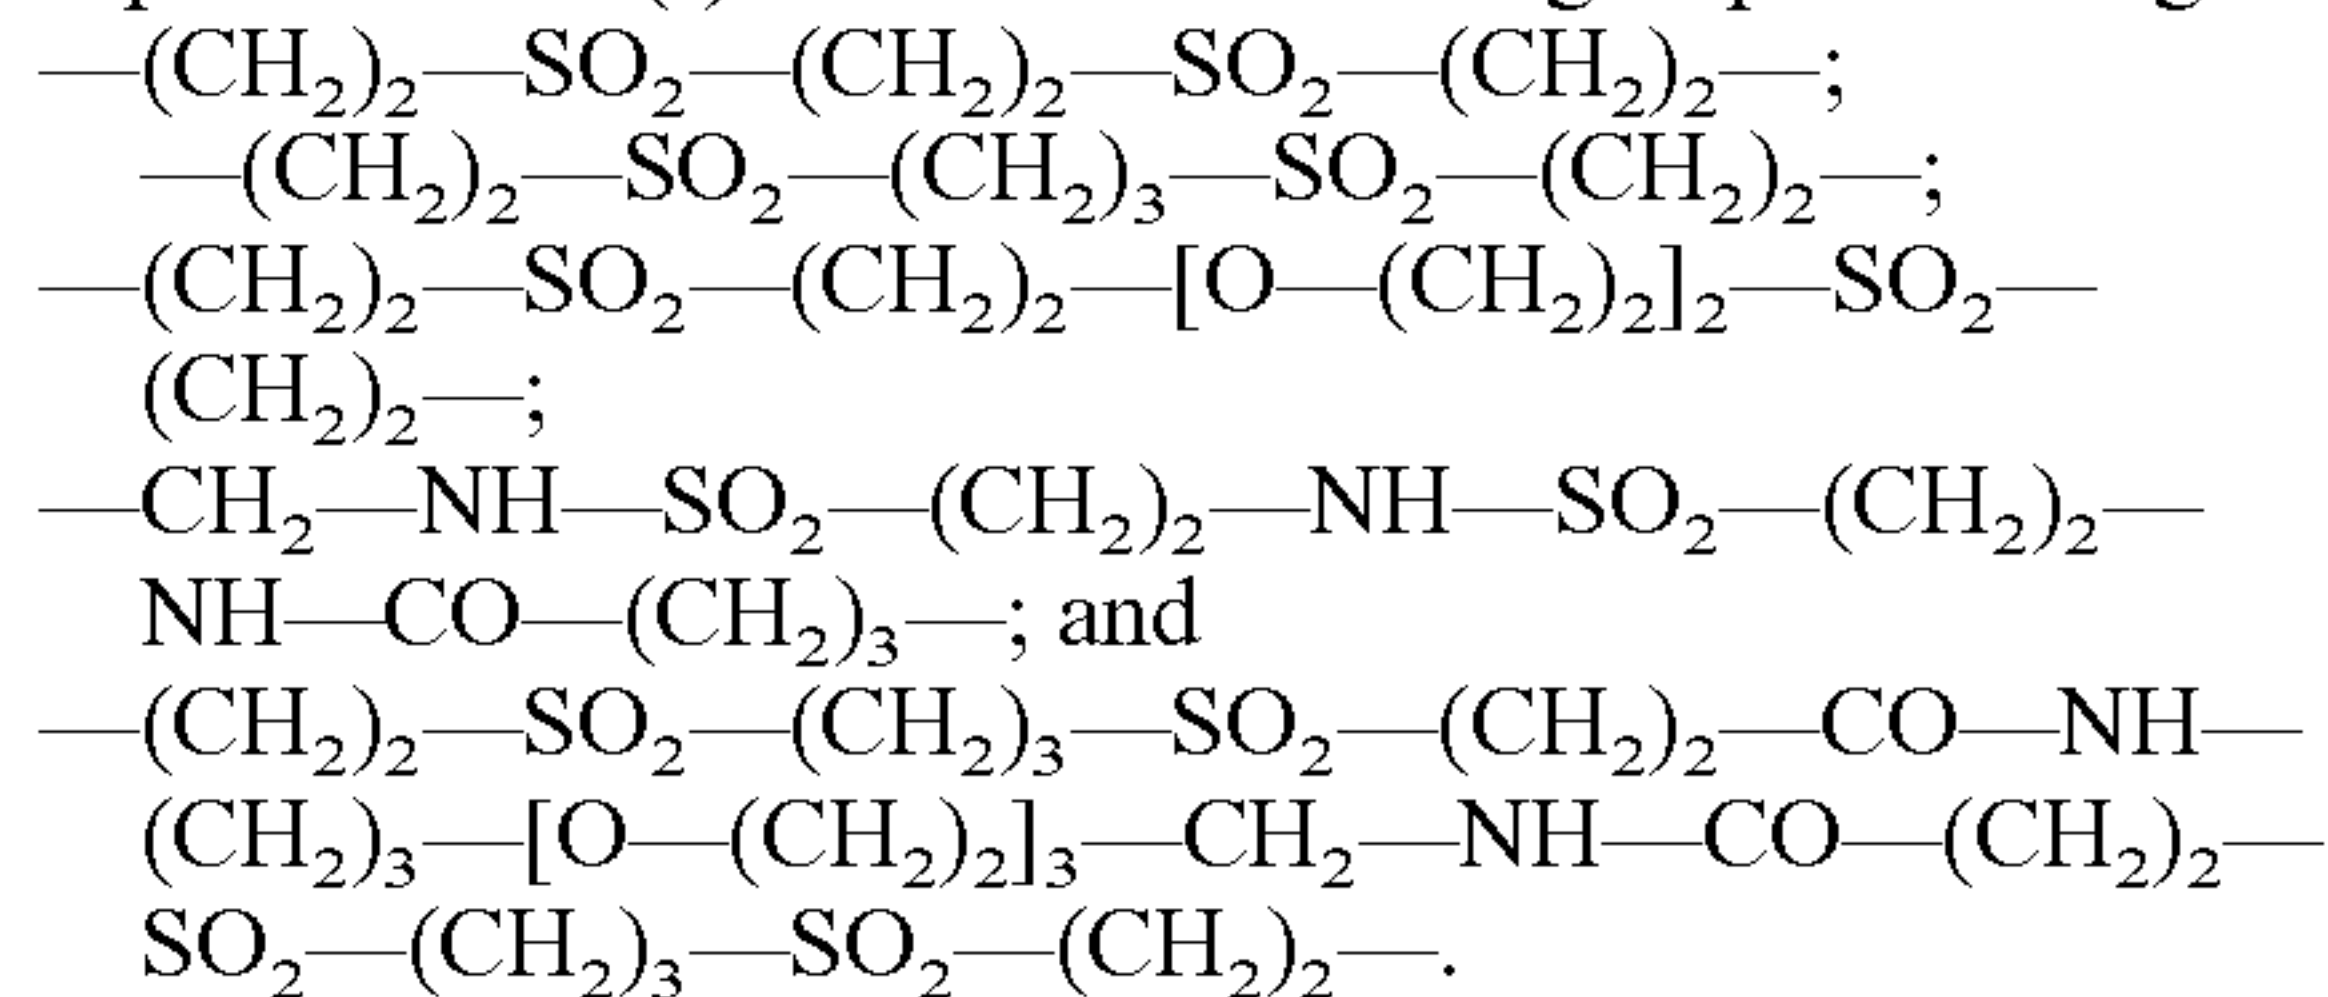 —(CH₂)₂—SO₂—(CH₂)₂—SO₂—(CH₂)₂—;
—(CH₂)₂—SO₂—(CH₂)₃—SO₂—(CH₂)₂—;
—(CH₂)₂—SO₂—(CH₂)₂—[O—(CH₂)₂]₂—SO₂—
(CH₂)₂—;
—CH₂—NH—SO₂—(CH₂)₂—NH—SO₂—(CH₂)₂—
NH—CO—(CH₂)₃—; and
—(CH₂)₂—SO₂—(CH₂)₃—SO₂—(CH₂)₂—CO—NH—
(CH₂)₃—[O—(CH₂)₂]₃—CH₂—NH—CO—(CH₂)₂—
SO₂—(CH₂)₃—SO₂—(CH₂)₂—.